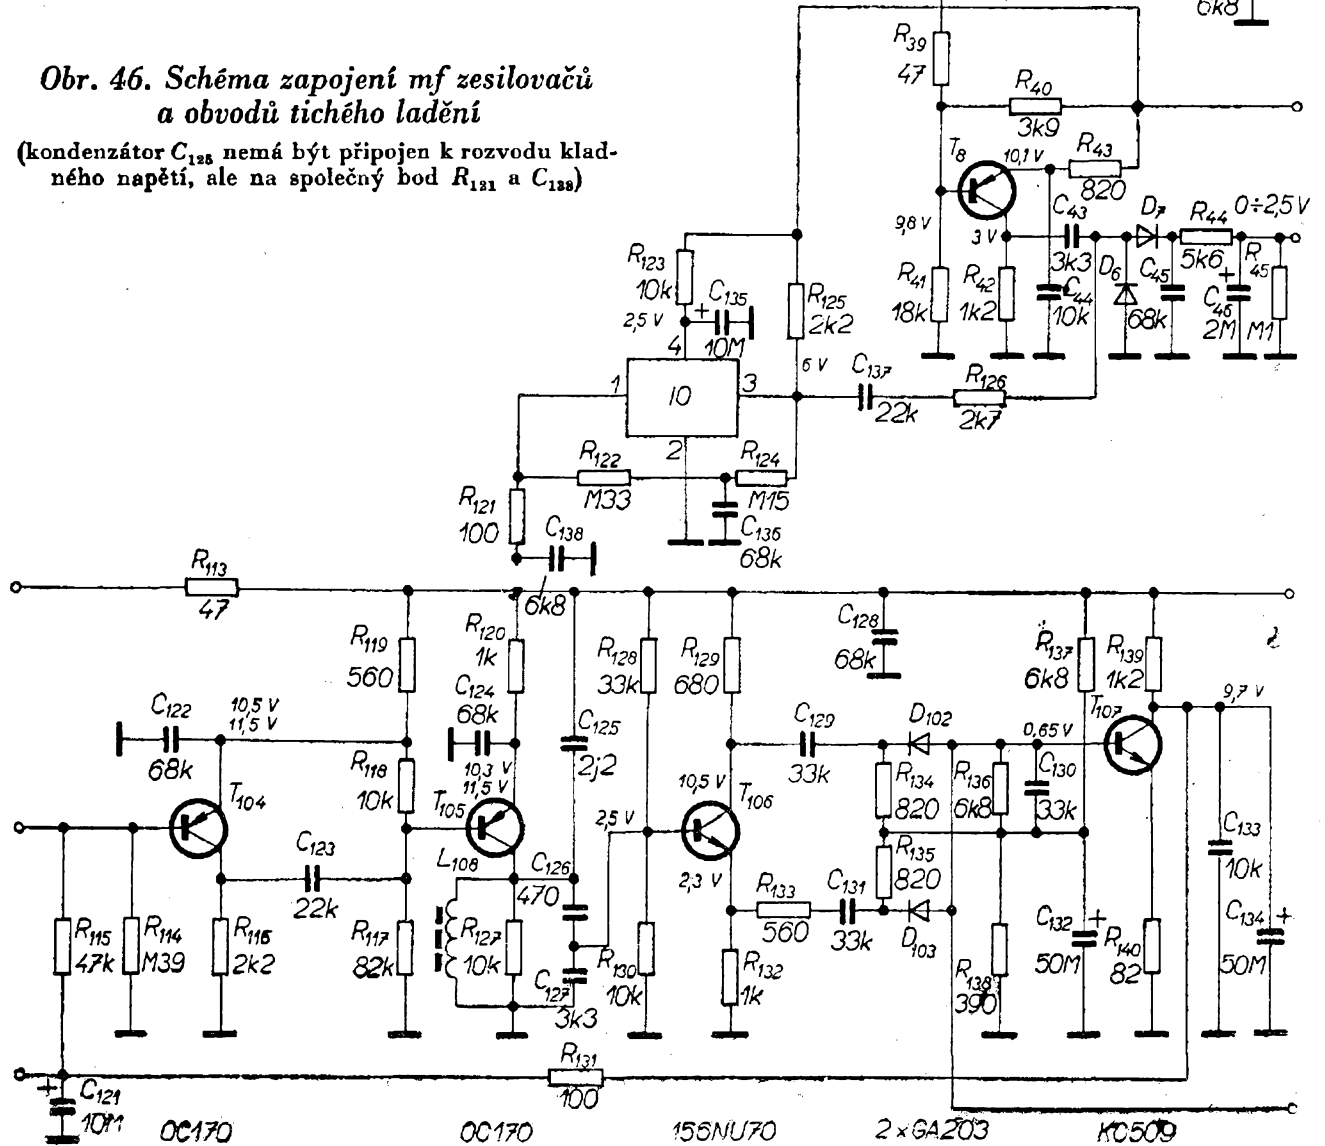 6k8
Obr. 46. Schéma zapojení mf zesilovačů
a obvodů tichého ladění
(kondenzátor C₁₂₅ nemá být připojen k rozvodu klad-
ného napětí, ale na společný bod R₁₂₁ a C₁₃₈)
R39
47
R40
3k9
T8
10,1 V
R43
820
9,8 V
3 V
C43
3k3
D7
R44
5k6
0÷2,5 V
R41
18k
R42
1k2
C44
10k
D6
C45
68k
+
C46
2M
R45
M1
R123
10k
2,5 V
+
C135
10M
R125
2k2
6 V
4
1
IO
3
2
C137
22k
R126
2k7
R122
M33
R124
M15
R121
100
C138
6k8
C136
68k
R113
47
R119
560
R120
1k
R128
33k
R129
680
C128
68k
R137
6k8
R139
1k2
C122
68k
10,5 V
11,5 V
C124
68k
10,3 V
11,5 V
C125
2j2
C129
33k
D102
0,65 V
T107
9,7 V
R118
10k
T104
T105
2,5 V
10,5 V
T106
R134
820
R136
6k8
C130
33k
C123
22k
L108
C126
470
2,3 V
R133
560
C131
33k
R135
820
D103
C133
10k
R115
47k
R114
M39
R116
2k2
R117
82k
R127
10k
C127
3k3
R130
10k
R132
1k
R138
390
C132
+
50M
R140
82
C134
+
50M
R131
100
+
C121
10M
OC170
OC170
156NU70
2×GA203
KC509